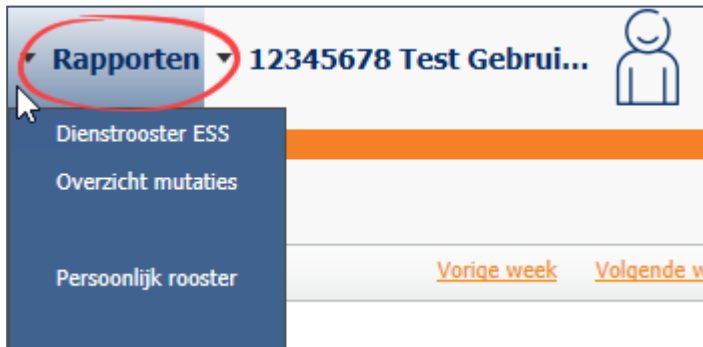 Rapporten 12345678 Test Gebrui...
Dienstrooster ESS
Overzicht mutaties
Persoonlijk rooster
Vorige week Volgende w